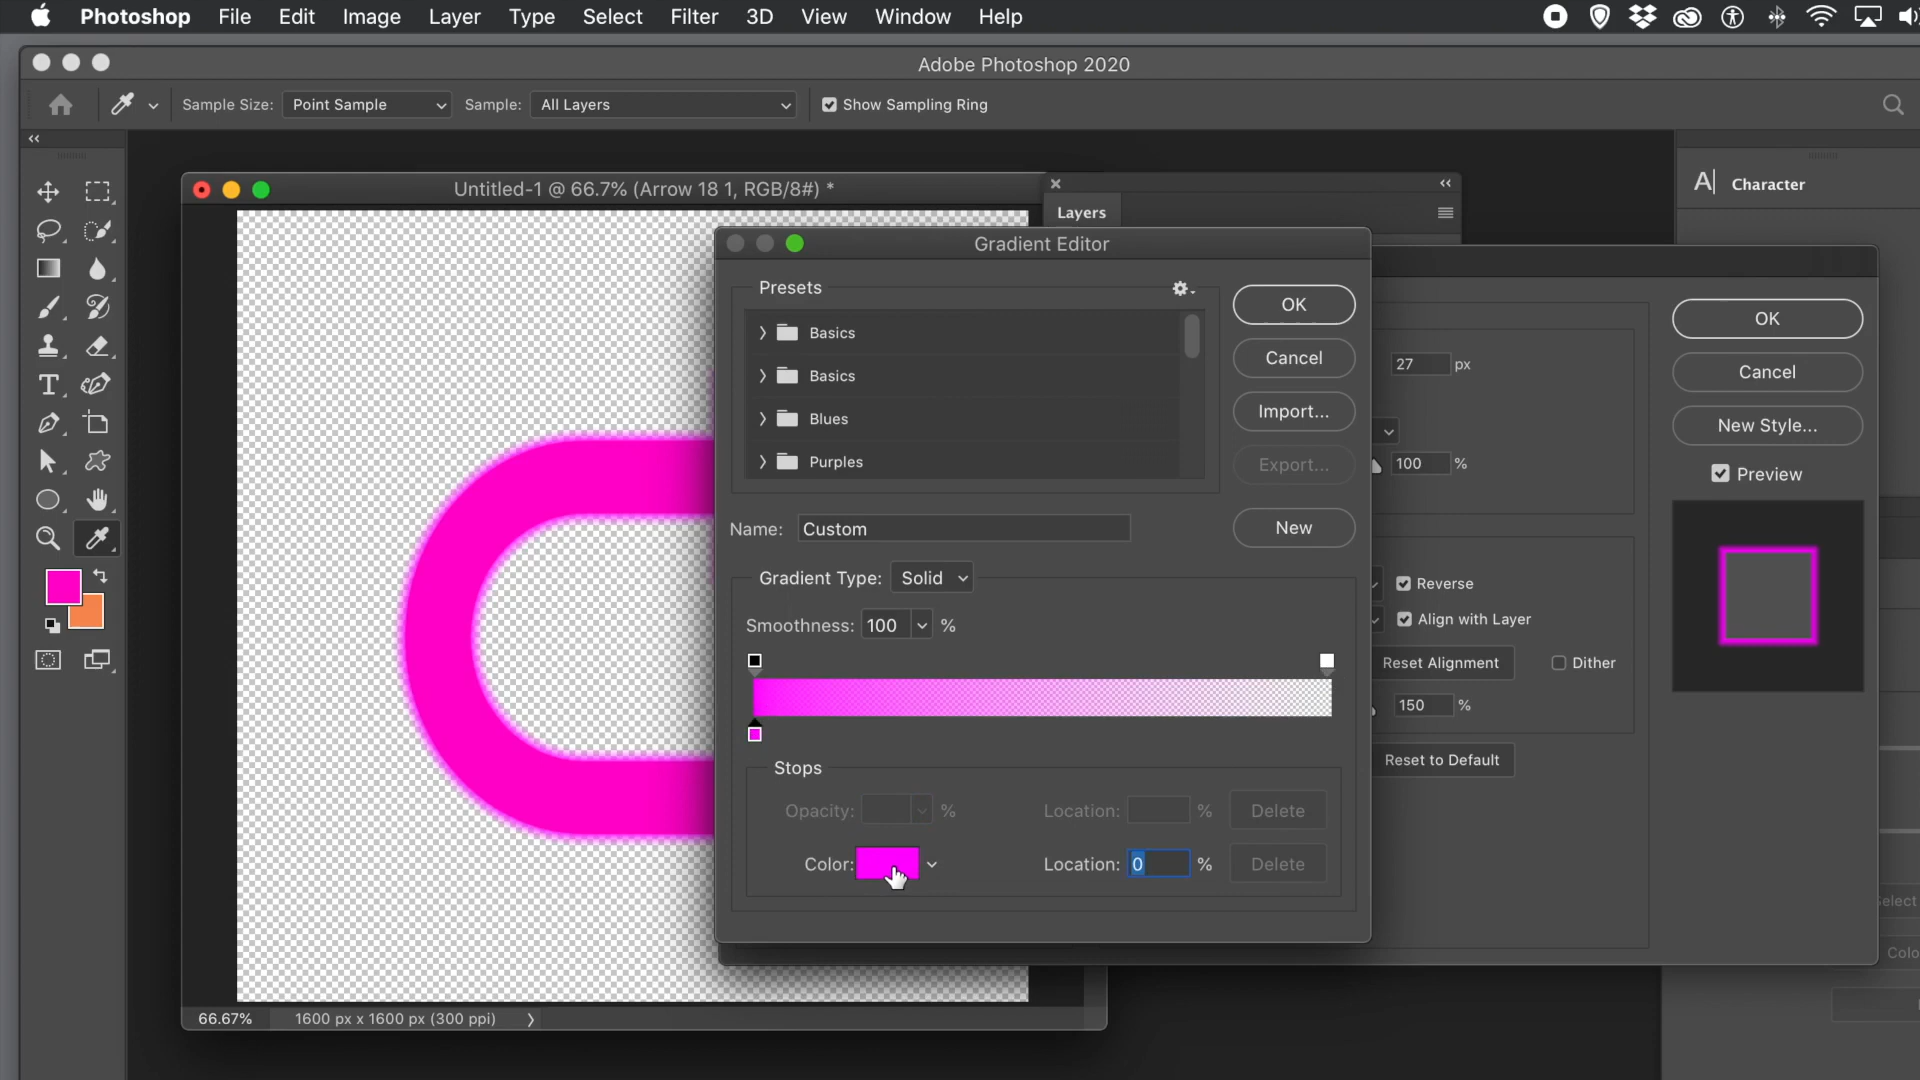 Photoshop File Edit Image Layer Type Select Filter 3D View Window Help
Adobe Photoshop 2020
Sample Size: Point Sample Sample: All Layers Show Sampling Ring
Untitled-1 @ 66.7% (Arrow 18 1, RGB/8#) *
A| Character
Layers
Gradient Editor
Presets
Basics
Basics
Blues
Purples
OK
Cancel
Import...
Export...
New
Name: Custom
Gradient Type: Solid
Smoothness: 100 %
Stops
Opacity: % Location: % Delete
Color: Location: 0 % Delete
27 px
100 %
Reverse
Align with Layer
Reset Alignment Dither
150 %
Reset to Default
OK
Cancel
New Style...
Preview
66.67% 1600 px x 1600 px (300 ppi)